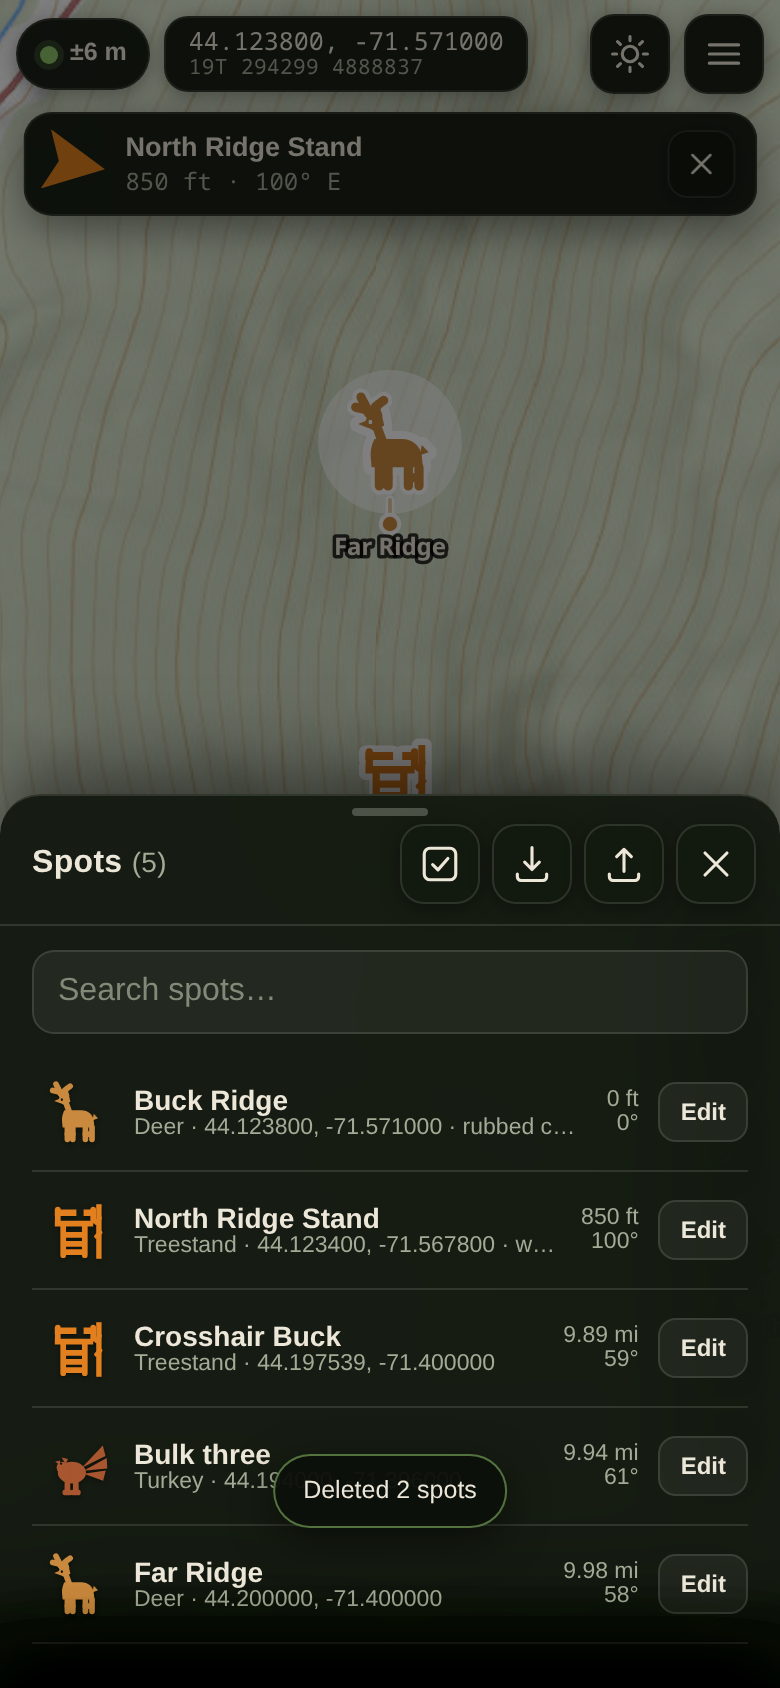 ±6 m
44.123800, -71.571000
19T 294299 4888837
North Ridge Stand
850 ft · 100° E
Far Ridge
Spots (5)
Search spots…
Buck Ridge
Deer · 44.123800, -71.571000 · rubbed c…
0 ft
0°
Edit
North Ridge Stand
Treestand · 44.123400, -71.567800 · w…
850 ft
100°
Edit
Crosshair Buck
Treestand · 44.197539, -71.400000
9.89 mi
59°
Edit
Bulk three
Turkey ·
9.94 mi
61°
Edit
Deleted 2 spots
Far Ridge
Deer · 44.200000, -71.400000
9.98 mi
58°
Edit